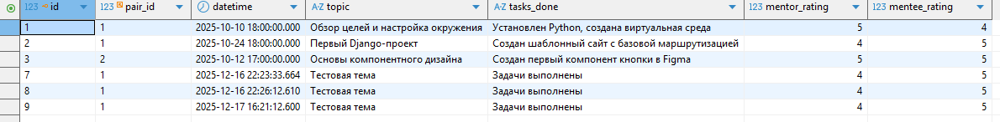 123 id 123 pair_id datetime A-Z topic A-Z tasks_done 123 mentor_rating 123 mentee_rating
1 1 2025-10-10 18:00:00.000 Обзор целей и настройка окружения Установлен Python, создана виртуальная среда 5 4
2 1 2025-10-24 18:00:00.000 Первый Django-проект Создан шаблонный сайт с базовой маршрутизацией 4 5
3 2 2025-10-12 17:00:00.000 Основы компонентного дизайна Создан первый компонент кнопки в Figma 5 5
7 1 2025-12-16 22:23:33.664 Тестовая тема Задачи выполнены 4 5
8 1 2025-12-16 22:26:12.610 Тестовая тема Задачи выполнены 4 5
9 1 2025-12-17 16:21:12.600 Тестовая тема Задачи выполнены 4 5